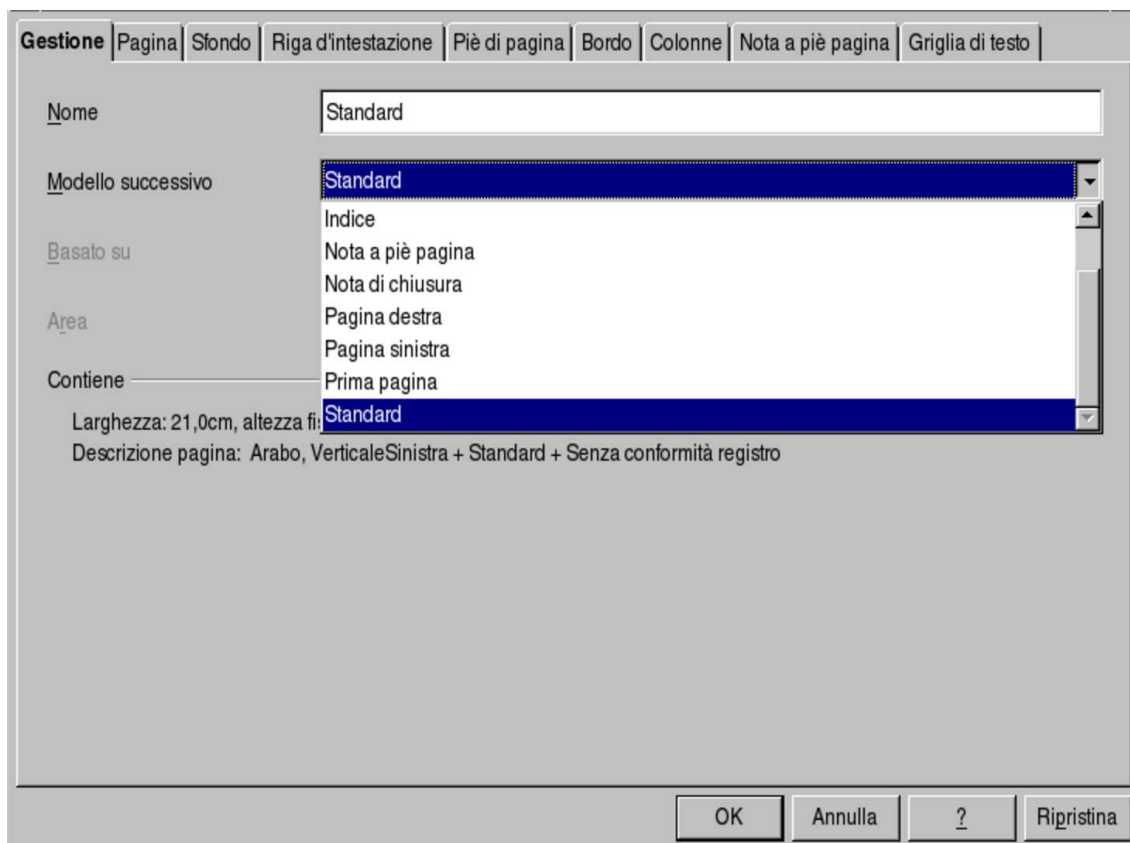 Gestione Pagina Sfondo Riga d'intestazione Piè di pagina Bordo Colonne Nota a piè pagina Griglia di testo
Nome Standard
Modello successivo Standard
Indice
Basato su Nota a piè pagina
Nota di chiusura
Area Pagina destra
Pagina sinistra
Contiene Prima pagina
Larghezza: 21,0cm, altezza Standard
Descrizione pagina: Arabo, VerticaleSinistra + Standard + Senza conformità registro
OK Annulla ? Ripristina